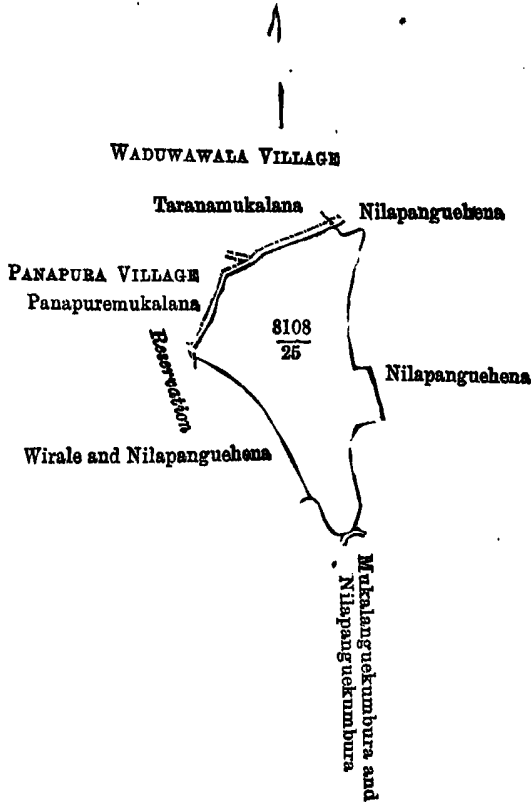 WADUWAWALA VILLAGE
Taranamukalana
Nilapanguehena
PANAPURA VILLAGE
Panapuremukalana
8108
25
Reservation
Nilapanguehena
Wirale and Nilapanguehena
Mukalanguekumbura and
Nilapanguekumbura